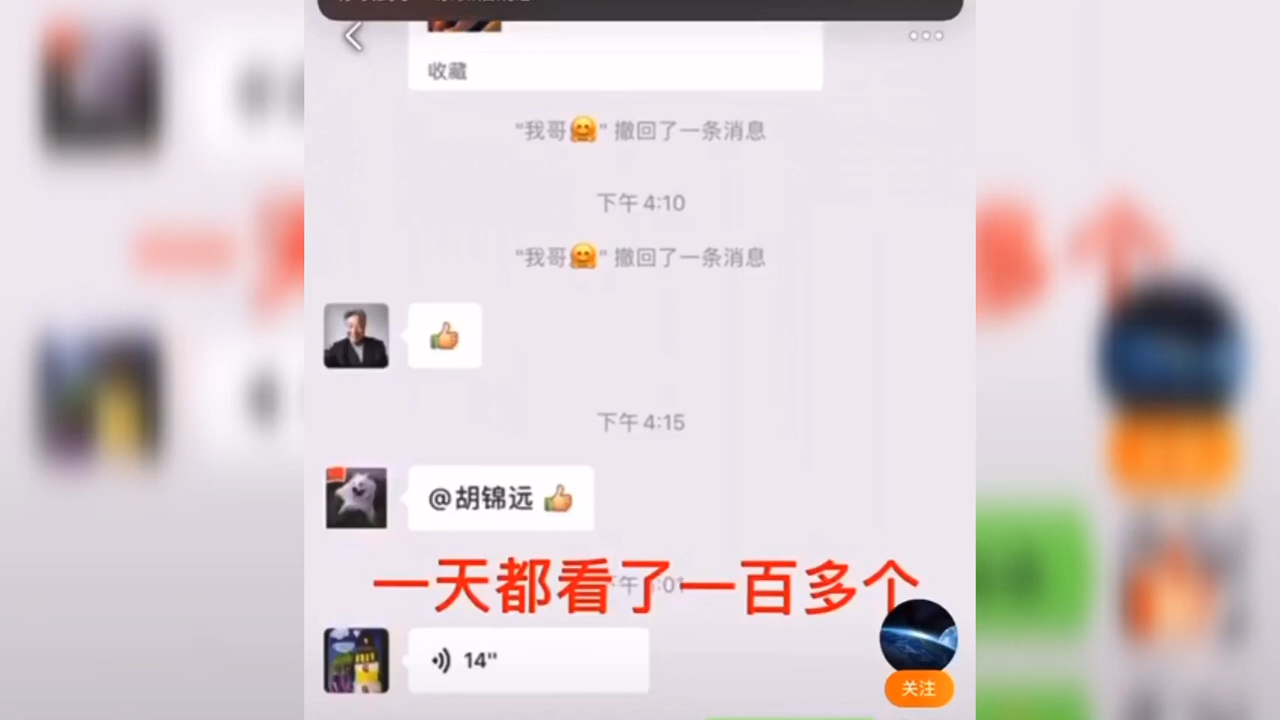 收藏
"我哥🤗" 撤回了一条消息
下午 4:10
"我哥🤗" 撤回了一条消息
👍
下午 4:15
@胡锦远 👍
一天都看了一百多个
14"
关注